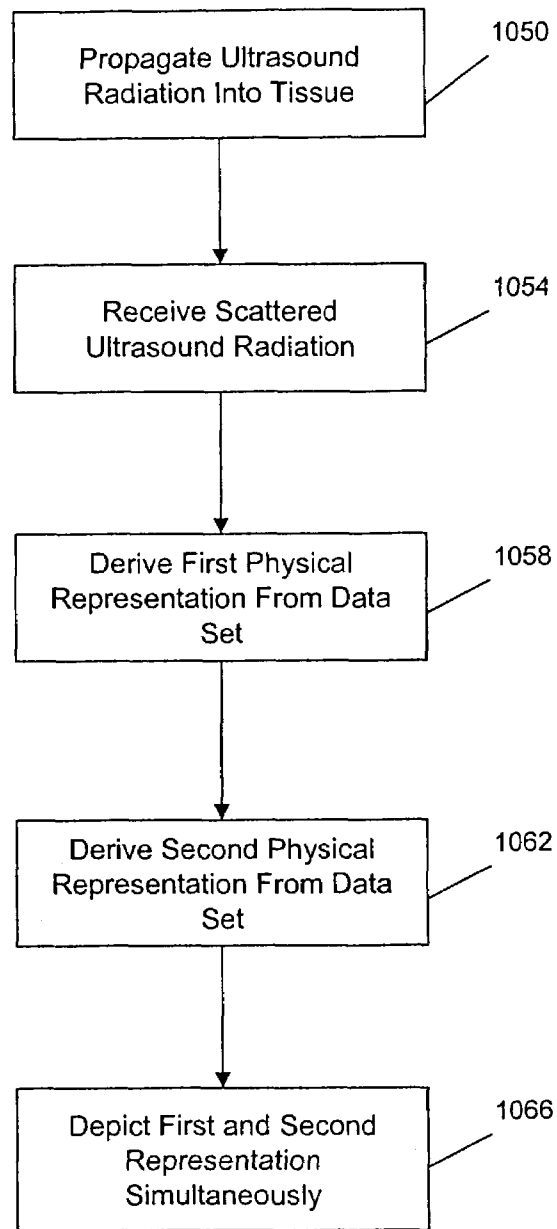 Propagate Ultrasound
Radiation Into Tissue
1050
Receive Scattered
Ultrasound Radiation
1054
Derive First Physical
Representation From Data
Set
1058
Derive Second Physical
Representation From Data
Set
1062
Depict First and Second
Representation
Simultaneously
1066